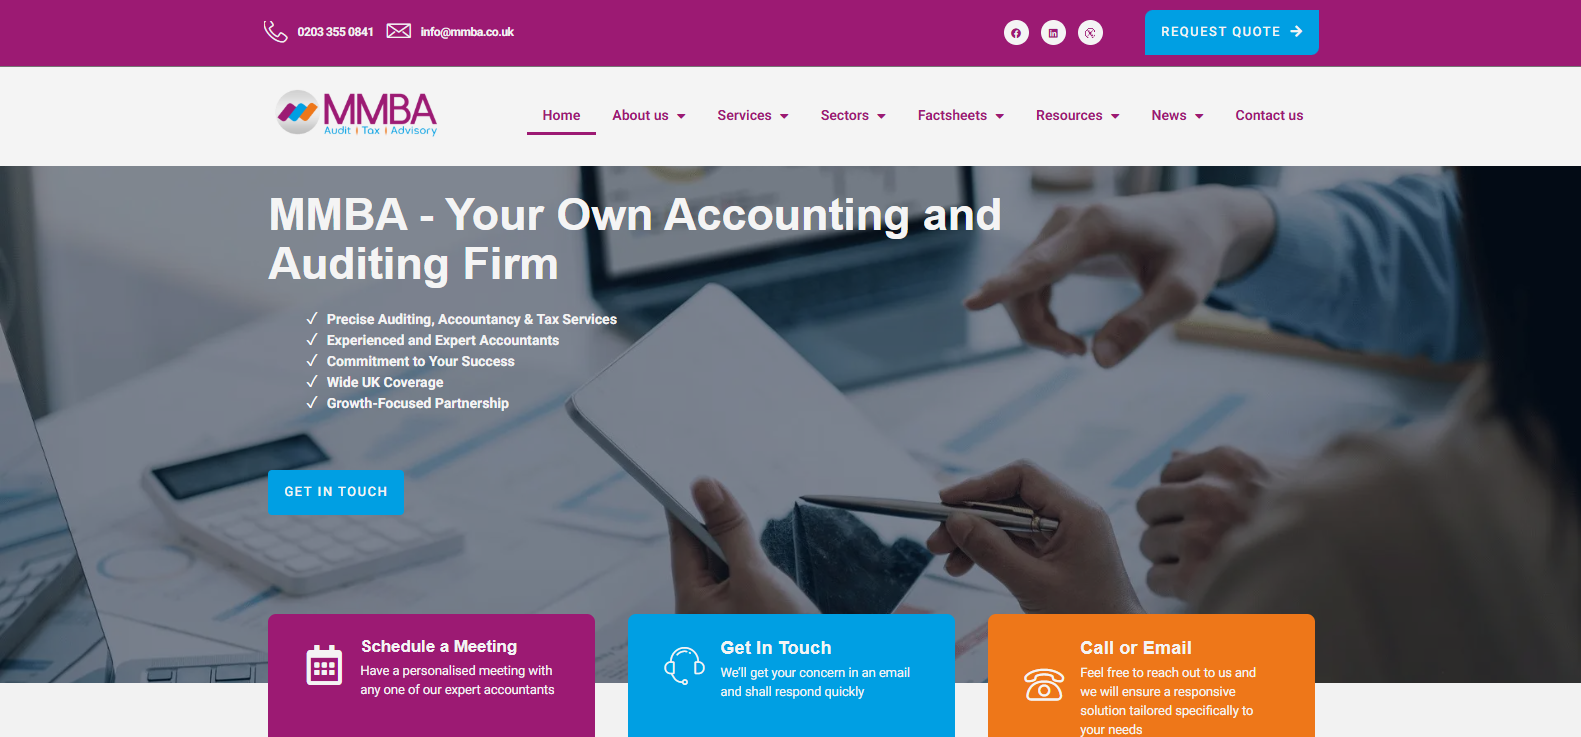 0203 355 0841
info@mmba.co.uk
REQUEST QUOTE
MMBA
Audit | Tax | Advisory
Home
About us
Services
Sectors
Factsheets
Resources
News
Contact us
MMBA - Your Own Accounting and
Auditing Firm
Precise Auditing, Accountancy & Tax Services
Experienced and Expert Accountants
Commitment to Your Success
Wide UK Coverage
Growth-Focused Partnership
GET IN TOUCH
Schedule a Meeting
Have a personalised meeting with
any one of our expert accountants
Get In Touch
We'll get your concern in an email
and shall respond quickly
Call or Email
Feel free to reach out to us and
we will ensure a responsive
solution tailored specifically to
your needs